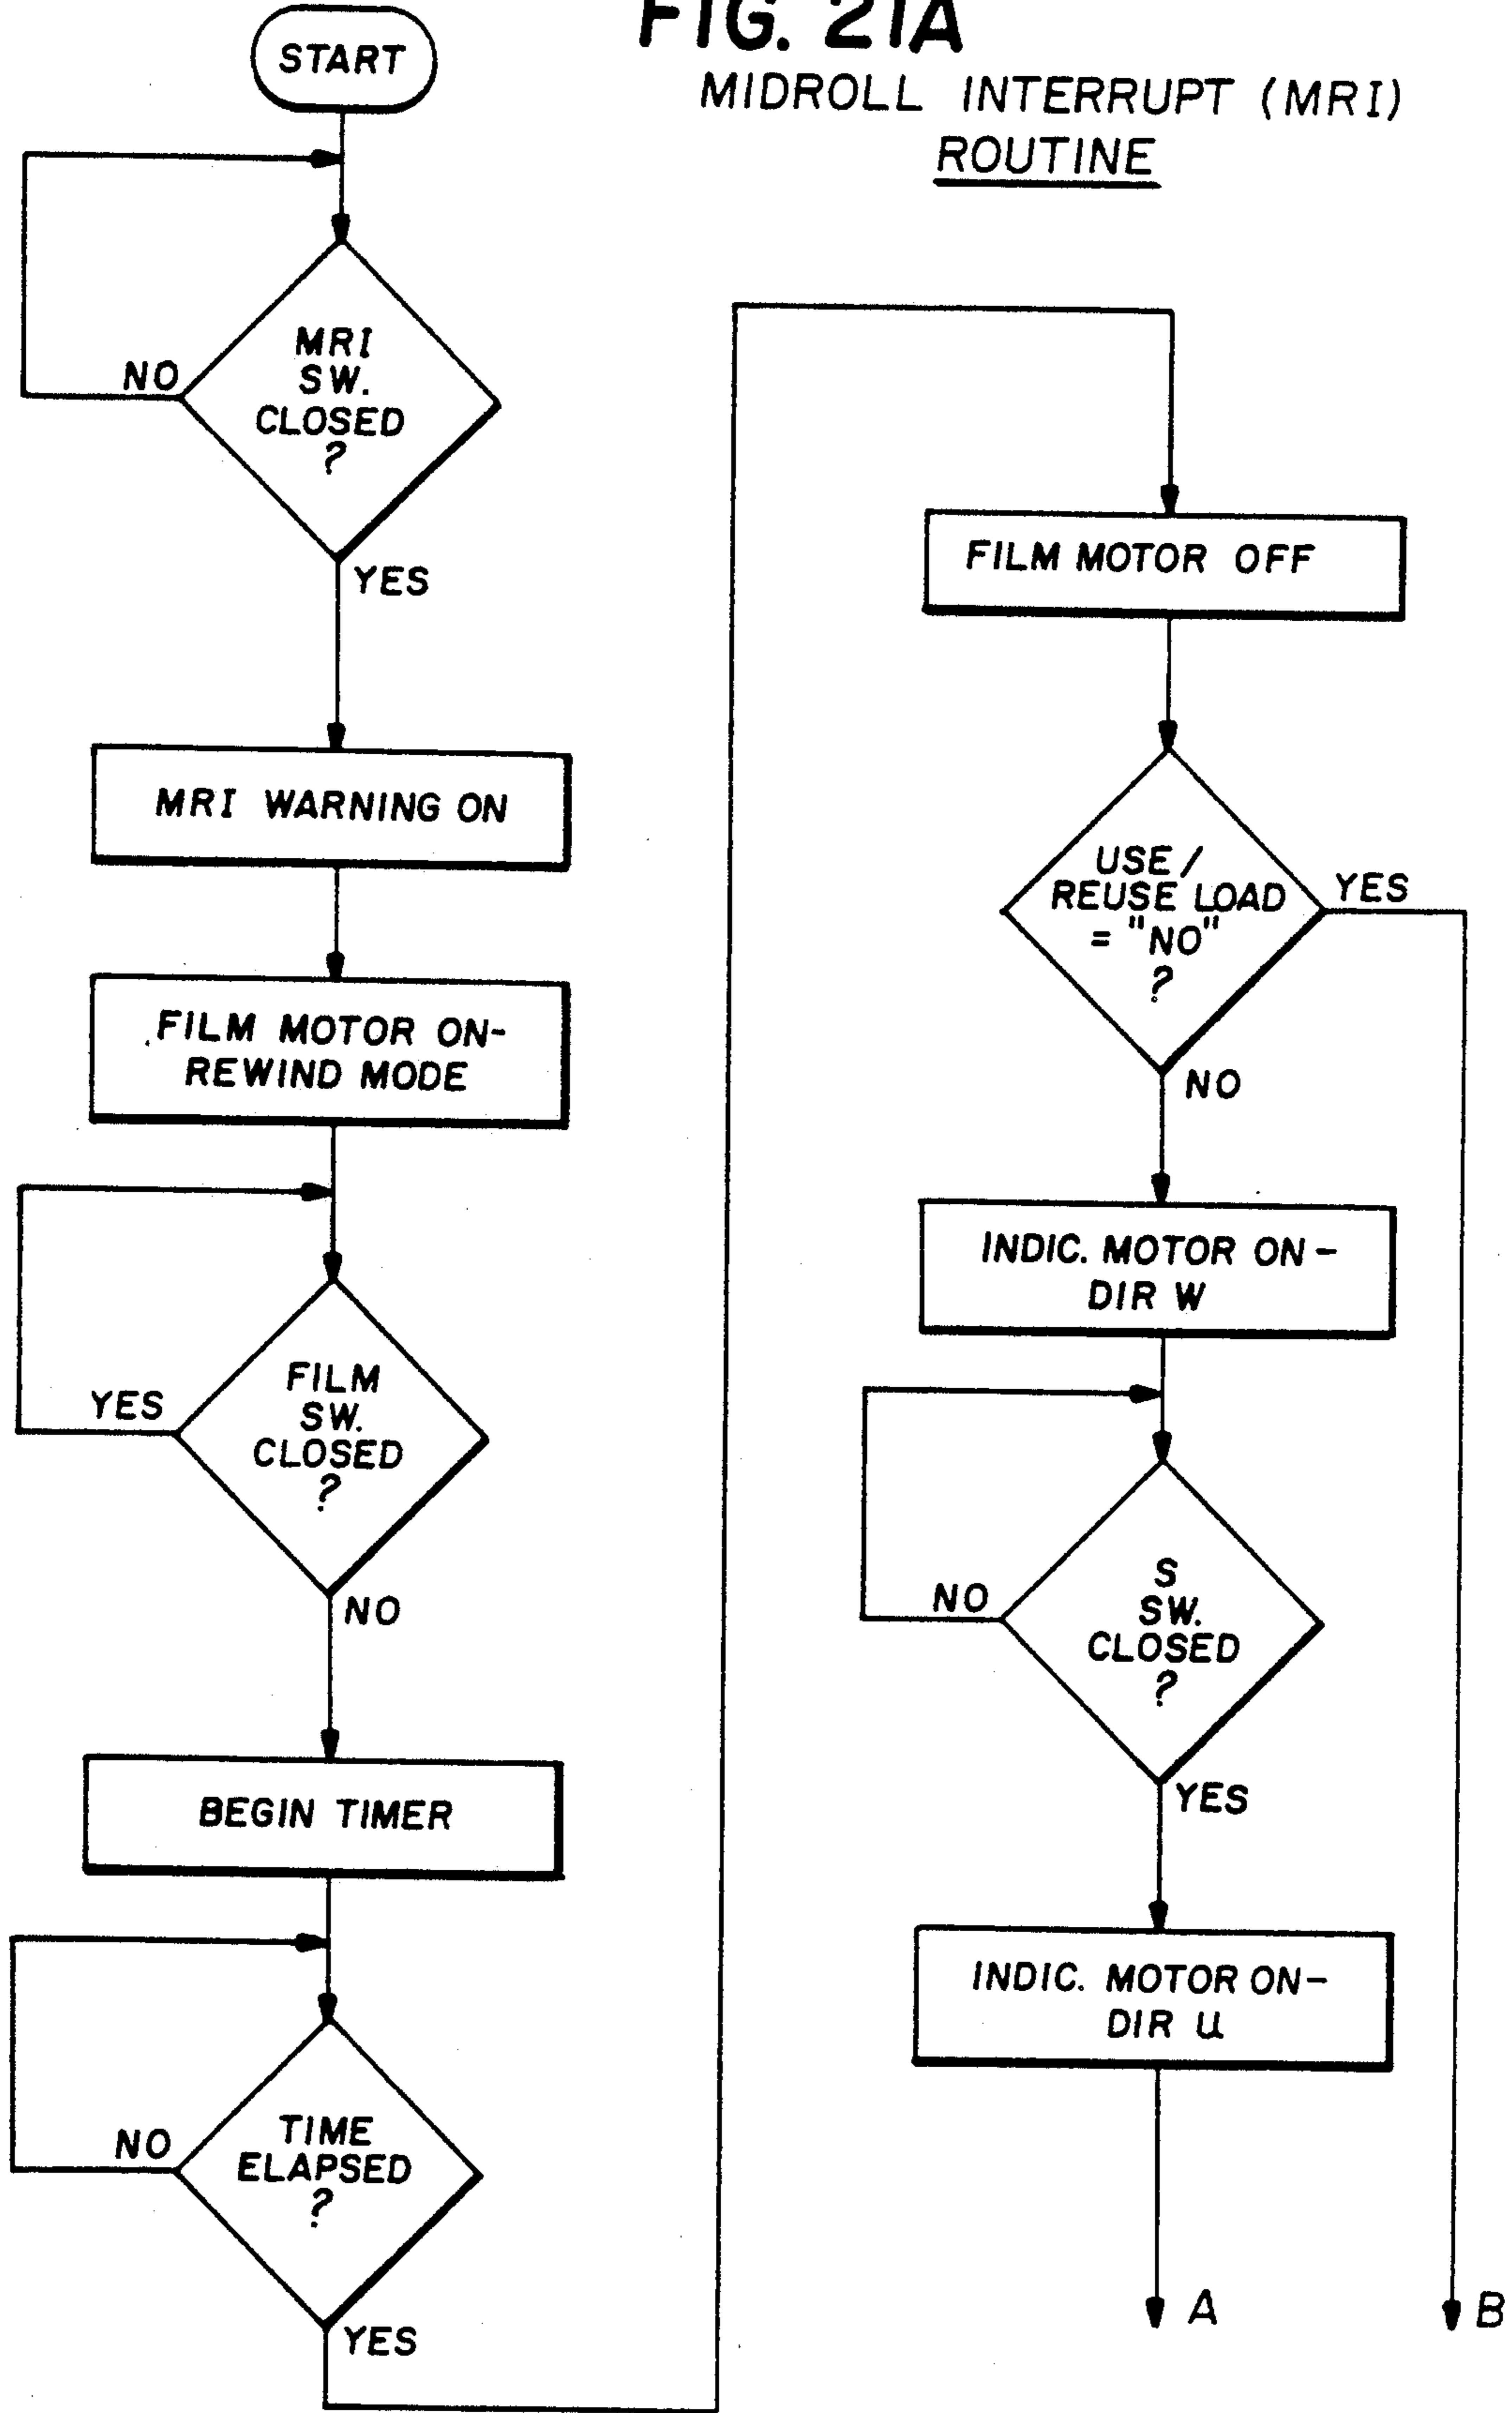 FIG. 21A
MIDROLL INTERRUPT (MRI)
ROUTINE
START
MRI
SW.
CLOSED
?
NO
YES
MRI WARNING ON
FILM MOTOR ON-
REWIND MODE
FILM
SW.
CLOSED
?
YES
NO
BEGIN TIMER
TIME
ELAPSED
?
NO
YES
FILM MOTOR OFF
USE/
REUSE LOAD
= "NO"
?
YES
NO
INDIC. MOTOR ON-
DIR W
S
SW.
CLOSED
?
NO
YES
INDIC. MOTOR ON-
DIR U
A
B